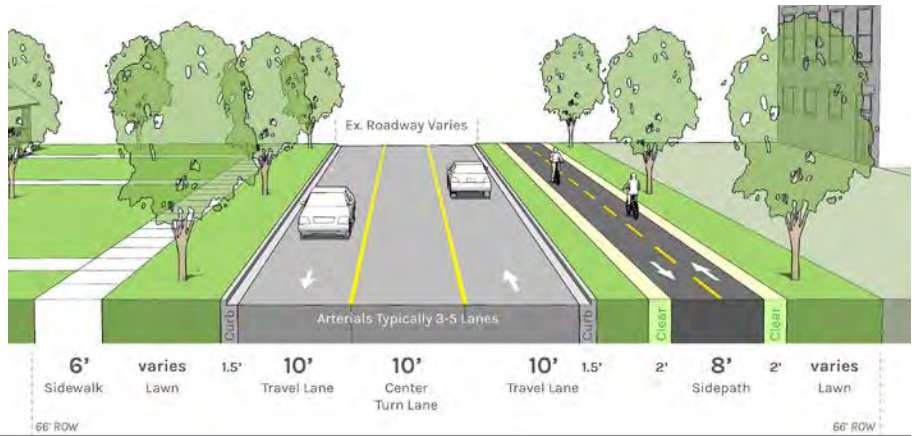 Ex. Roadway Varies
Arterials Typically 3-5 Lanes
Curb
Curb
Clear
Clear
6’ varies 1.5’ 10’ 10’ 10’ 1.5’ 2’ 8’ 2’ varies
Sidewalk Lawn Travel Lane Center Travel Lane Sidepath Lawn
Turn Lane
66’ ROW 66’ ROW